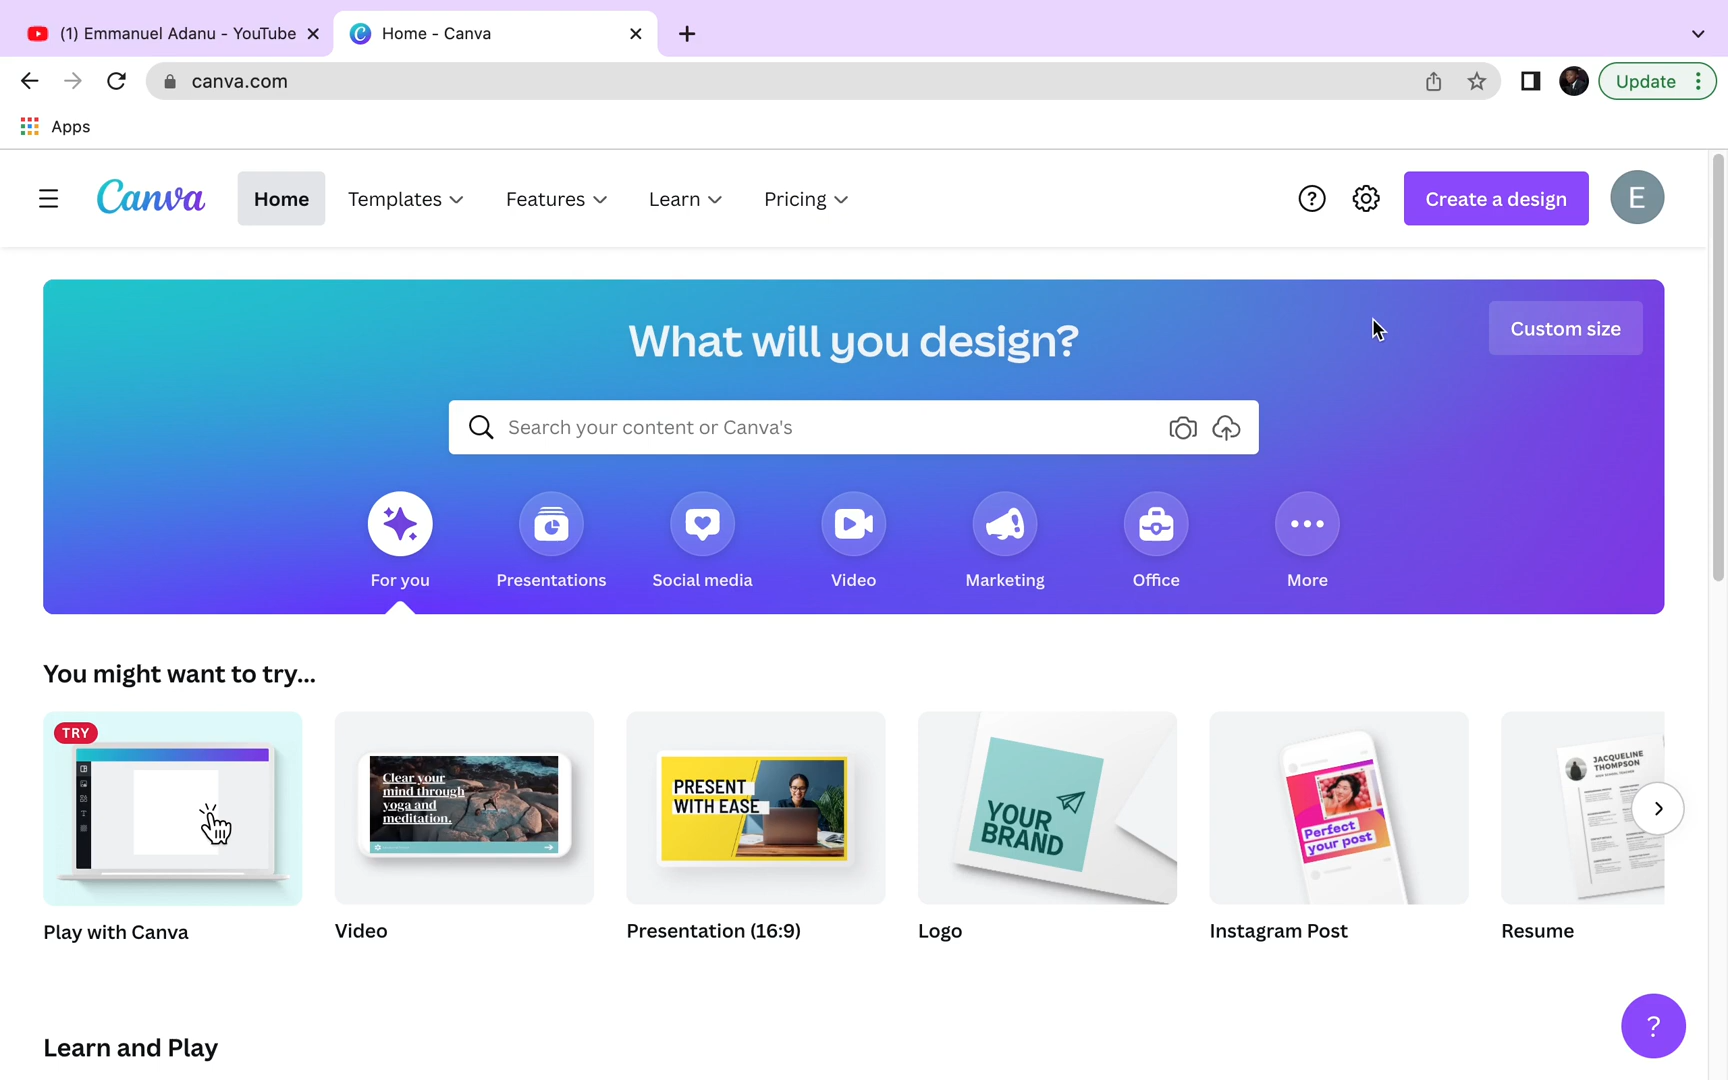 (1) Emmanuel Adanu - YouTube
Home - Canva
canva.com
Update
Apps
Canva
Home
Templates
Features
Learn
Pricing
Create a design
E
What will you design?
Custom size
Search your content or Canva's
For you
Presentations
Social media
Video
Marketing
Office
More
You might want to try...
TRY
Clear your
mind through
yoga and
meditation.
PRESENT
WITH EASE
YOUR
BRAND
Perfect
your post
JACQUELINE
THOMPSON
Play with Canva
Video
Presentation (16:9)
Logo
Instagram Post
Resume
?
Learn and Play